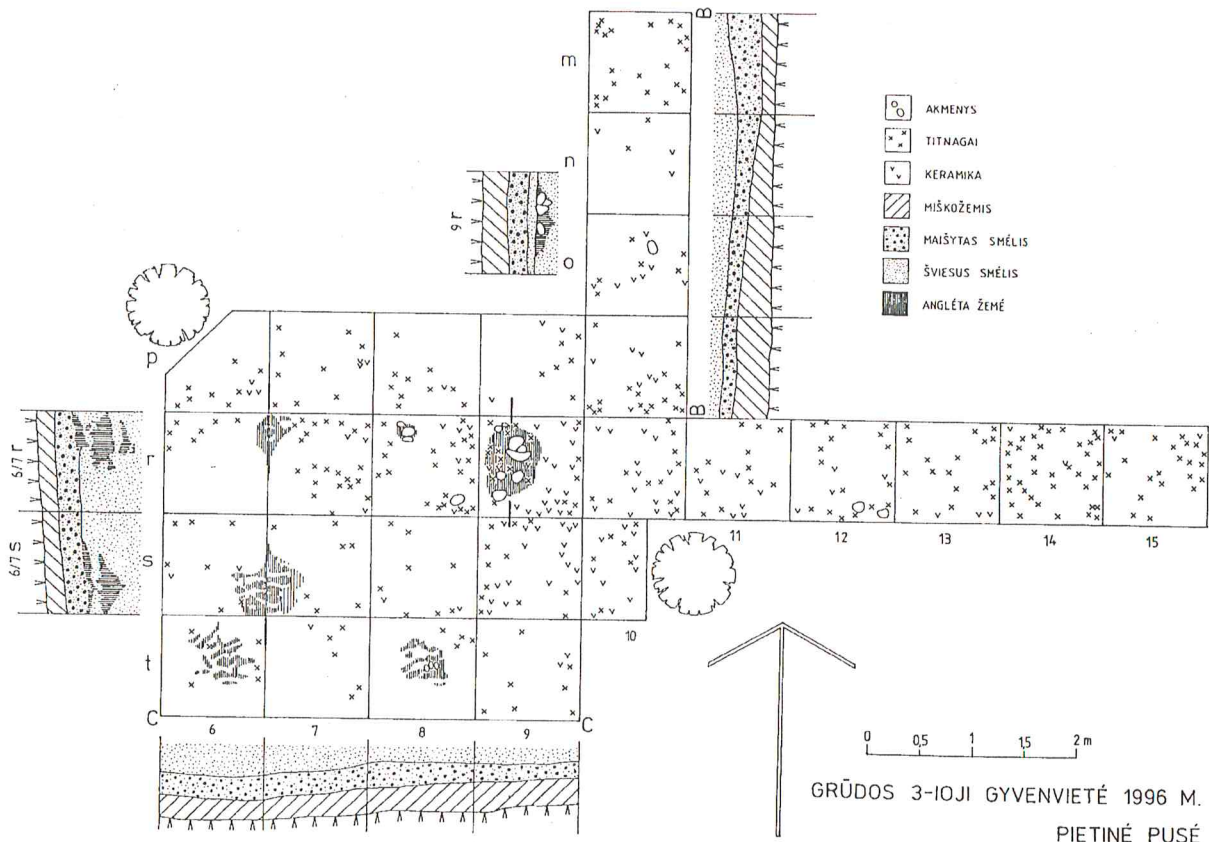 B
m
n
o
9 r
AKMENYS
TITNAGAI
KERAMIKA
MIŠKOŽEMIS
MAIŠYTAS SMĖLIS
ŠVIESUS SMĖLIS
ANGLĖTA ŽEMĖ
p
B
6/7 r
r
6/7 S
s
11 12 13 14 15
10
t
C C
6 7 8 9
0 0,5 1 1,5 2 m
GRŪDOS 3-IOJI GYVENVIETĖ 1996 M.
PIETINĖ PUSĖ